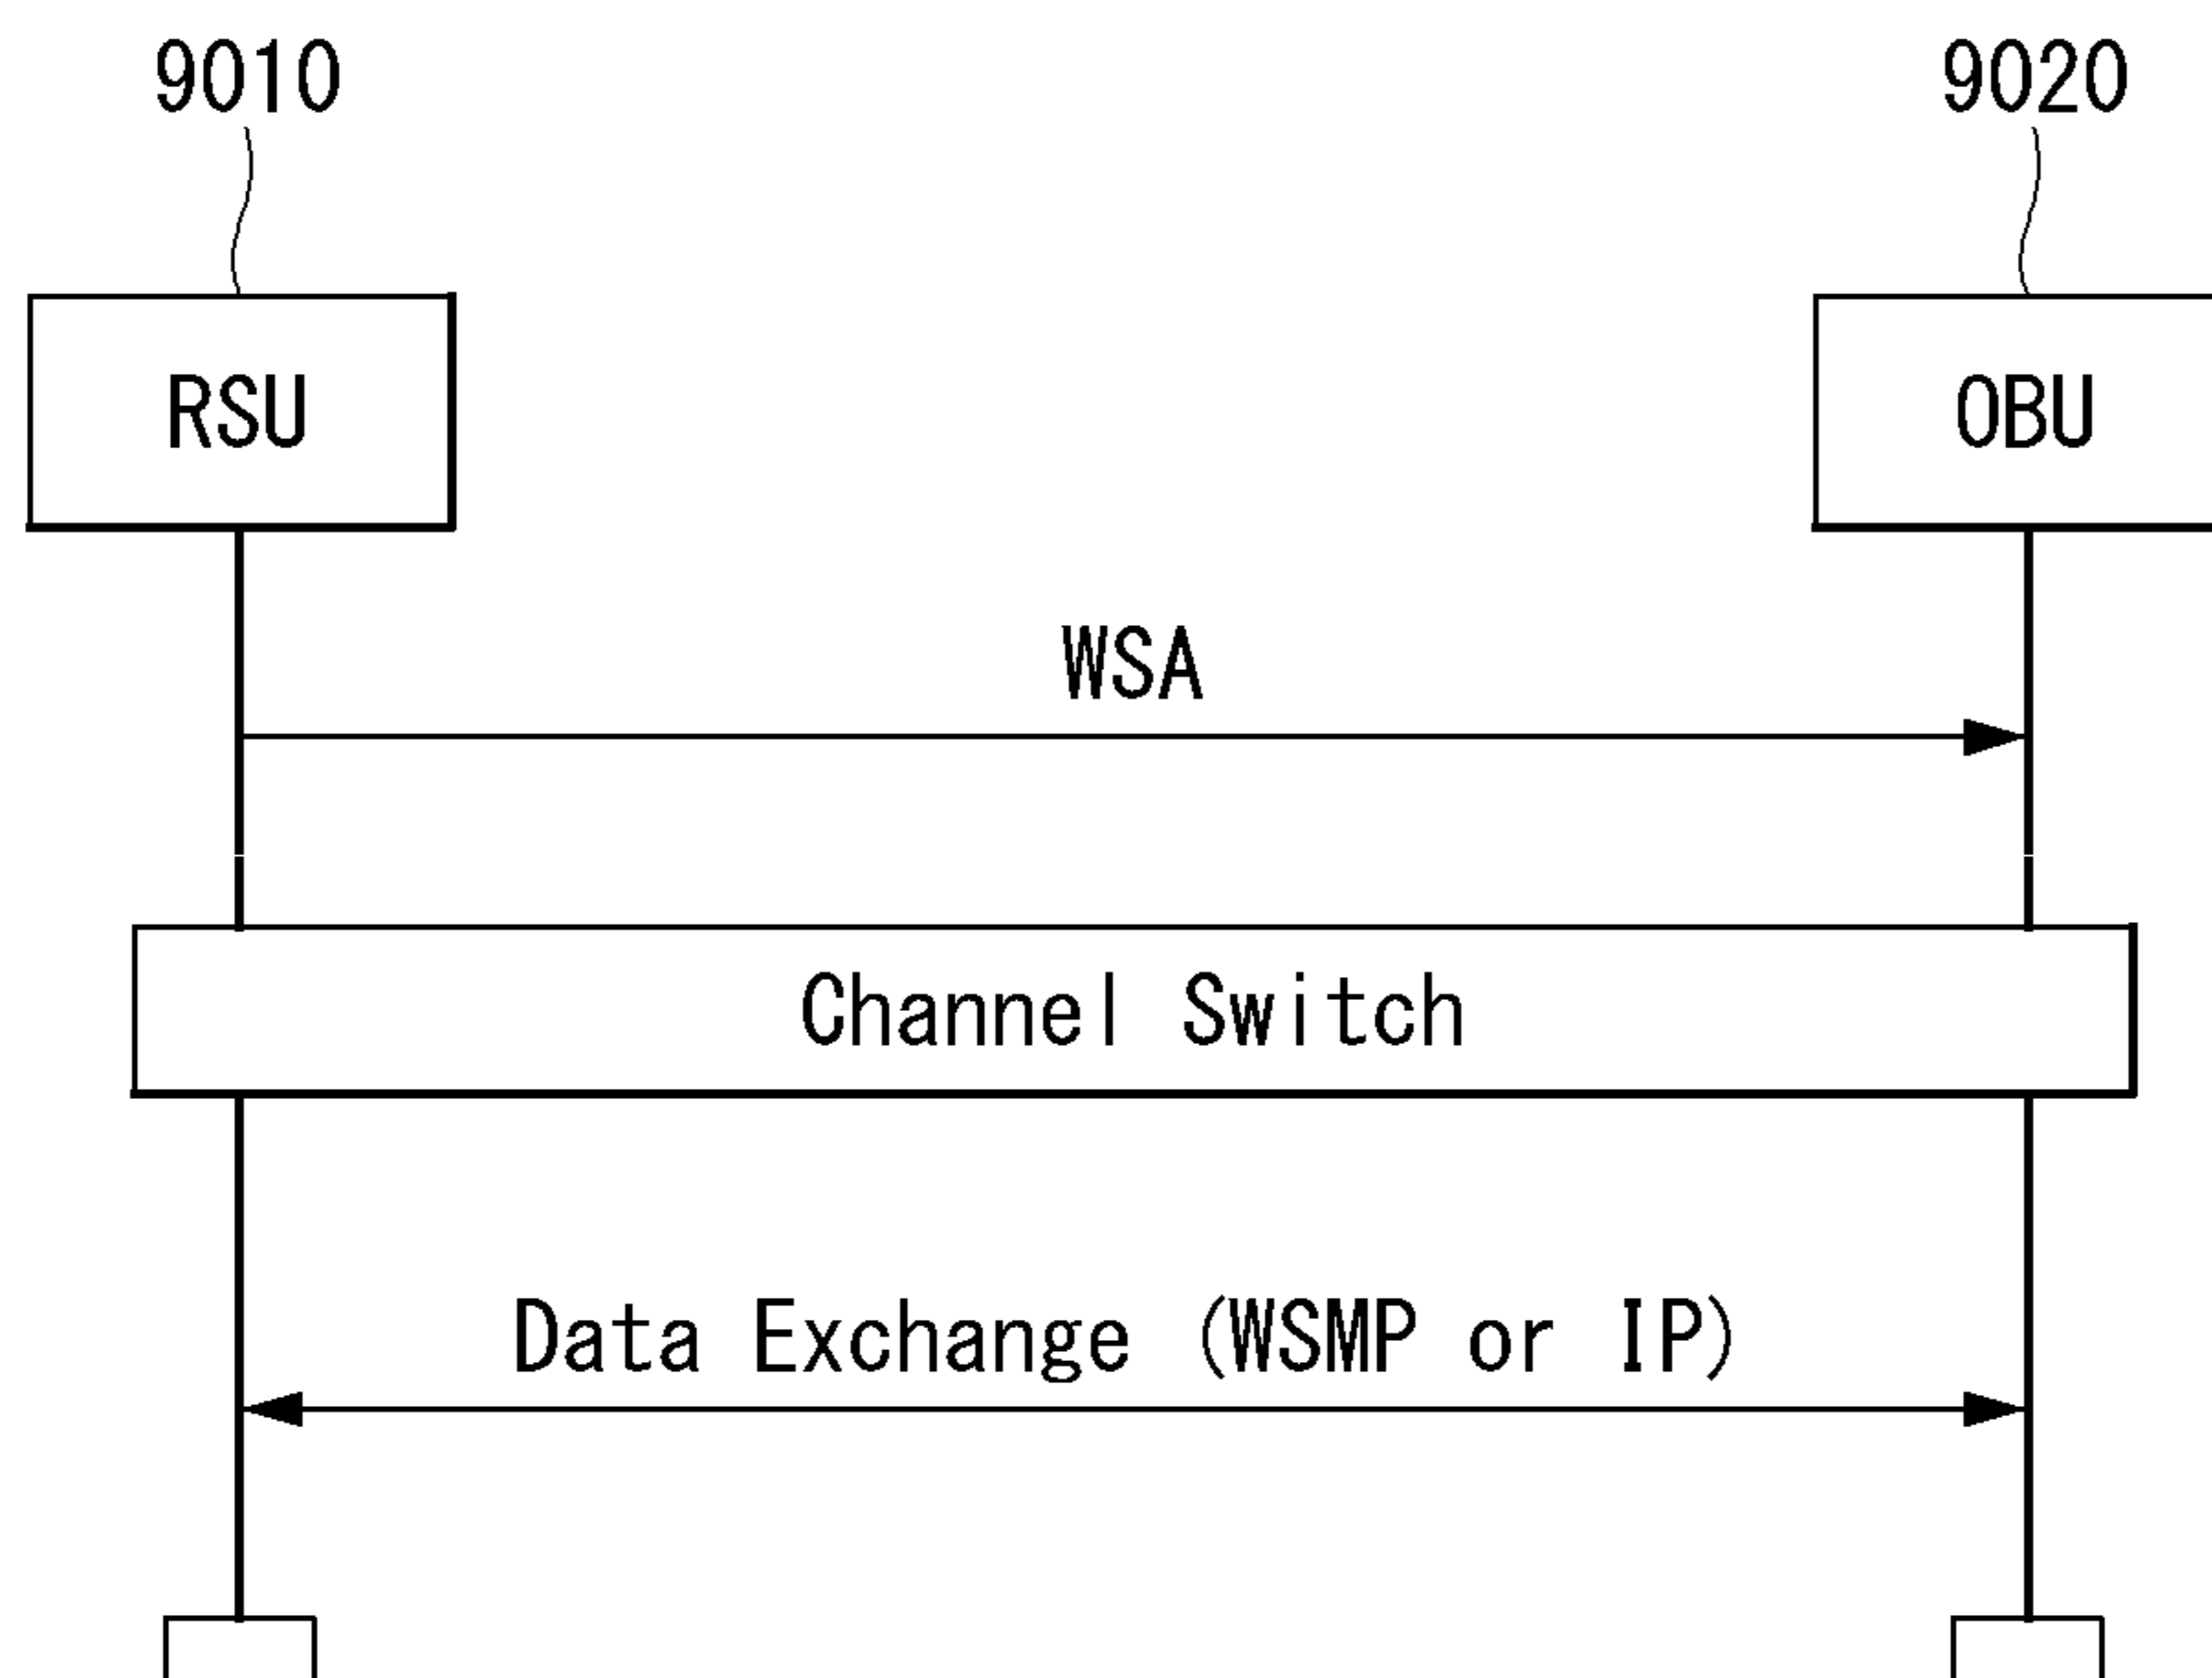 9010
9020
RSU
OBU
WSA
Channel Switch
Data Exchange (WSMP or IP)